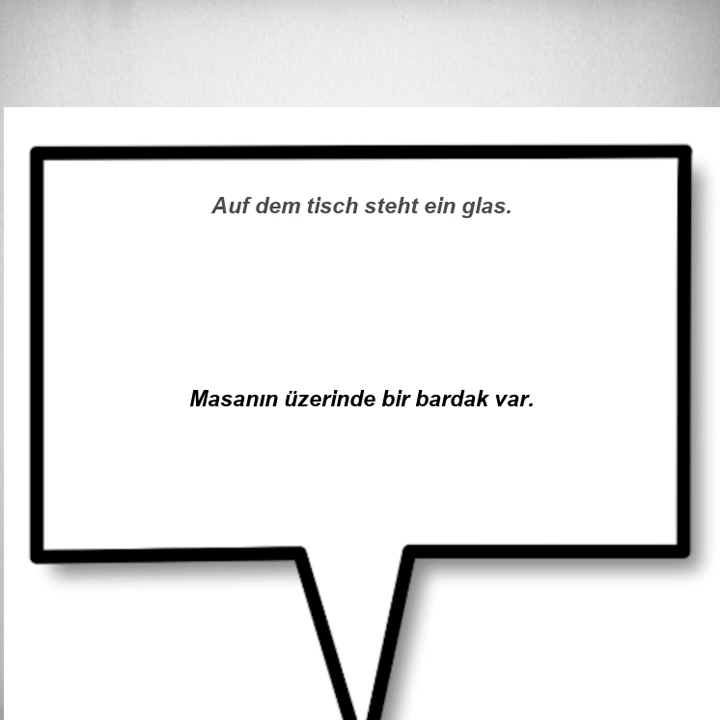 Auf dem tisch steht ein glas.
Masanın üzerinde bir bardak var.